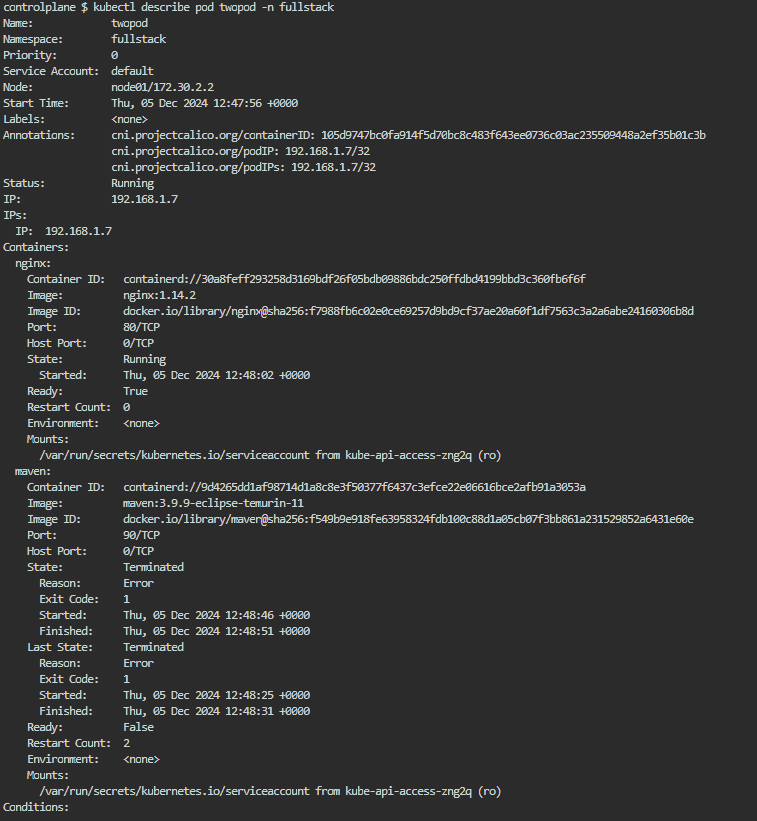 controlplane $ kubectl describe pod twopod -n fullstack
Name:             twopod
Namespace:        fullstack
Priority:         0
Service Account:  default
Node:             node01/172.30.2.2
Start Time:       Thu, 05 Dec 2024 12:47:56 +0000
Labels:           <none>
Annotations:      cni.projectcalico.org/containerID: 105d9747bc0fa914f5d70bc8c483f643ee0736c03ac235509448a2ef35b01c3b
                  cni.projectcalico.org/podIP: 192.168.1.7/32
                  cni.projectcalico.org/podIPs: 192.168.1.7/32
Status:           Running
IP:               192.168.1.7
IPs:
  IP:  192.168.1.7
Containers:
  nginx:
    Container ID:   containerd://30a8feff293258d3169bdf26f05bdb09886bdc250ffdbd4199bbd3c360fb6f6f
    Image:          nginx:1.14.2
    Image ID:       docker.io/library/nginx@sha256:f7988fb6c02e0ce69257d9bd9cf37ae20a60f1df7563c3a2a6abe24160306b8d
    Port:           80/TCP
    Host Port:      0/TCP
    State:          Running
      Started:      Thu, 05 Dec 2024 12:48:02 +0000
    Ready:          True
    Restart Count:  0
    Environment:    <none>
    Mounts:
      /var/run/secrets/kubernetes.io/serviceaccount from kube-api-access-zng2q (ro)
  maven:
    Container ID:   containerd://9d4265dd1af98714d1a8c8e3f50377f6437c3efce22e06616bce2afb91a3053a
    Image:          maven:3.9.9-eclipse-temurin-11
    Image ID:       docker.io/library/maven@sha256:f549b9e918fe63958324fdb100c88d1a05cb07f3bb861a231529852a6431e60e
    Port:           90/TCP
    Host Port:      0/TCP
    State:          Terminated
      Reason:       Error
      Exit Code:    1
      Started:      Thu, 05 Dec 2024 12:48:46 +0000
      Finished:     Thu, 05 Dec 2024 12:48:51 +0000
    Last State:     Terminated
      Reason:       Error
      Exit Code:    1
      Started:      Thu, 05 Dec 2024 12:48:25 +0000
      Finished:     Thu, 05 Dec 2024 12:48:31 +0000
    Ready:          False
    Restart Count:  2
    Environment:    <none>
    Mounts:
      /var/run/secrets/kubernetes.io/serviceaccount from kube-api-access-zng2q (ro)
Conditions: